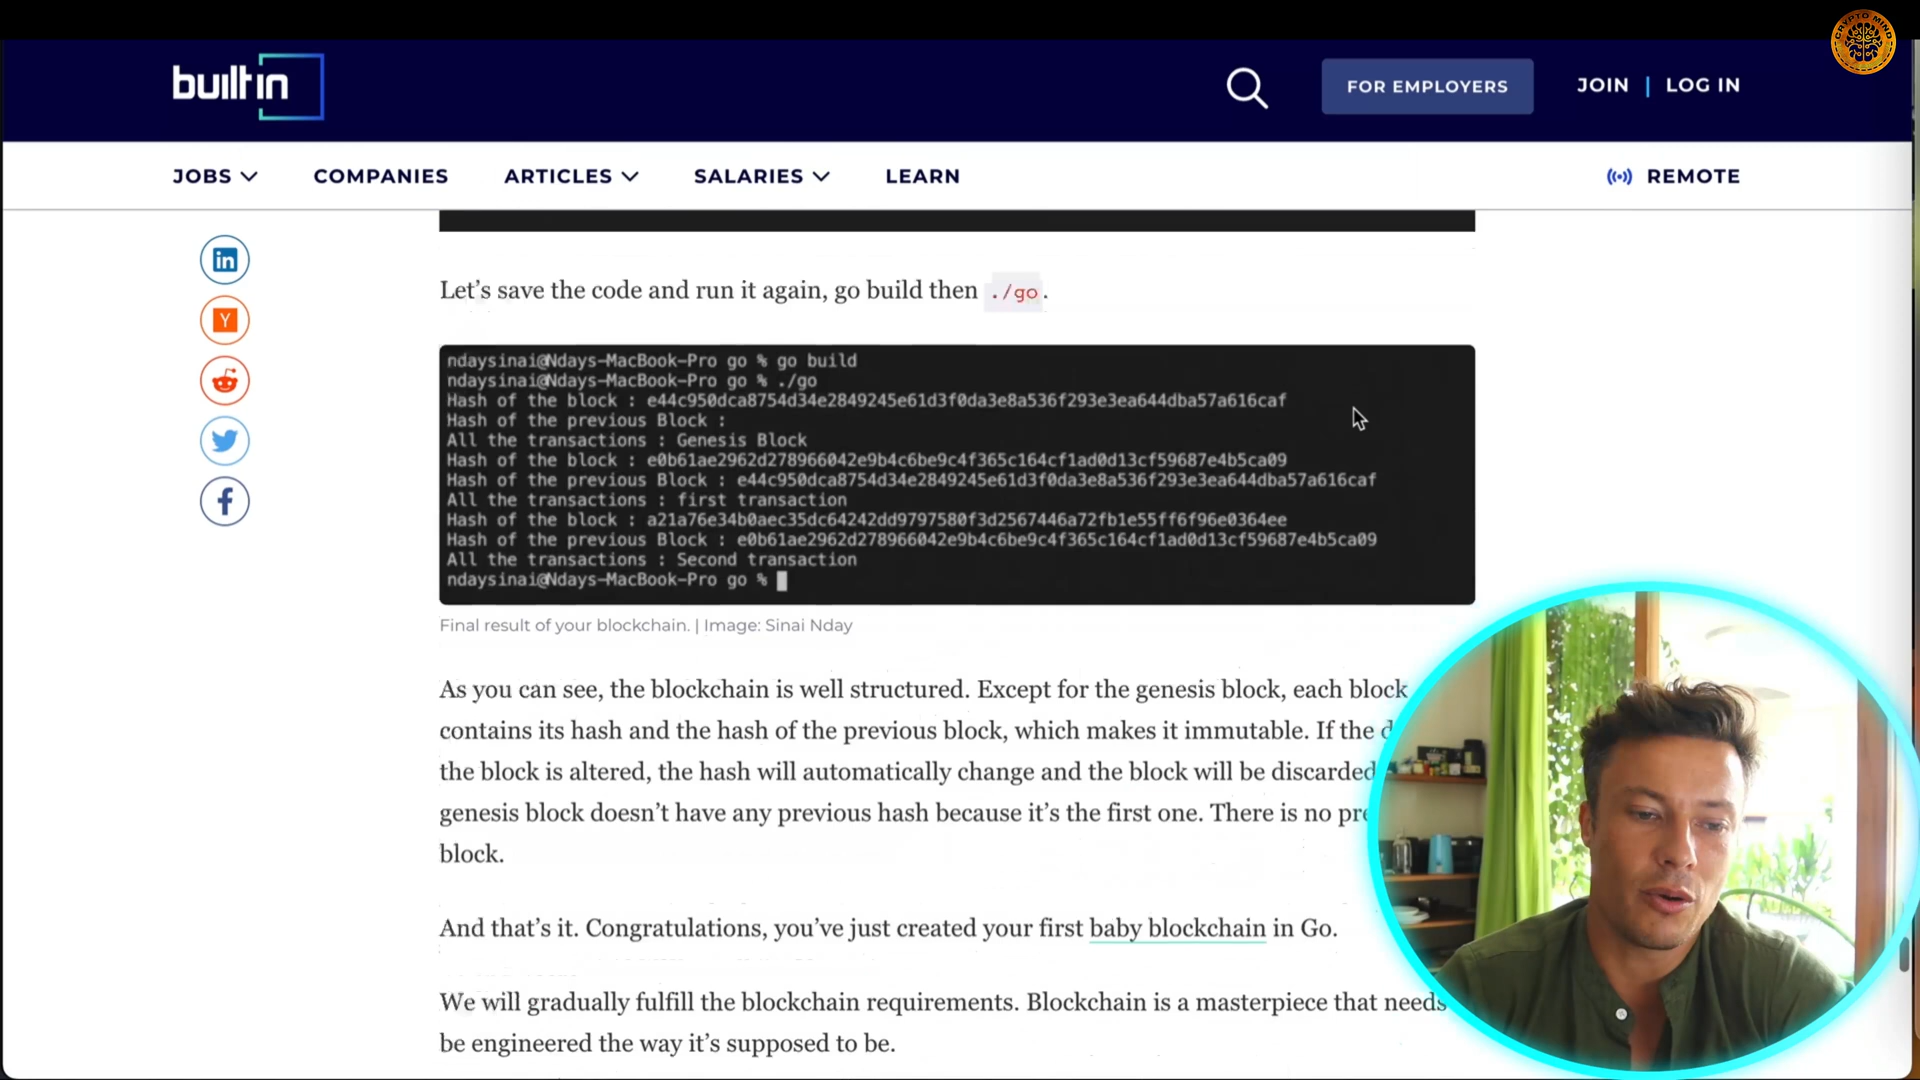 CRYPTO MIND
built in
FOR EMPLOYERS
JOIN | LOG IN
JOBS
COMPANIES
ARTICLES
SALARIES
LEARN
REMOTE
in
Y
f
Let’s save the code and run it again, go build then ./go.
ndaysinai@Ndays-MacBook-Pro go % go build
ndaysinai@Ndays-MacBook-Pro go % ./go
Hash of the block : e44c950dca8754d34e2849245e61d3f0da3e8a536f293e3ea644dba57a616caf
Hash of the previous Block :
All the transactions : Genesis Block
Hash of the block : e0b61ae2962d278966042e9b4c6be9c4f365c164cf1ad0d13cf59687e4b5ca09
Hash of the previous Block : e44c950dca8754d34e2849245e61d3f0da3e8a536f293e3ea644dba57a616caf
All the transactions : first transaction
Hash of the block : a21a76e34b0aec35dc64242dd9797580f3d2567446a72fb1e55ff6f96e0364ee
Hash of the previous Block : e0b61ae2962d278966042e9b4c6be9c4f365c164cf1ad0d13cf59687e4b5ca09
All the transactions : Second transaction
ndaysinai@Ndays-MacBook-Pro go %
Final result of your blockchain. | Image: Sinai Nday
As you can see, the blockchain is well structured. Except for the genesis block, each block
contains its hash and the hash of the previous block, which makes it immutable. If the
the block is altered, the hash will automatically change and the block will be discarded
genesis block doesn’t have any previous hash because it’s the first one. There is no
block.
And that’s it. Congratulations, you’ve just created your first baby blockchain in Go.
We will gradually fulfill the blockchain requirements. Blockchain is a masterpiece that needs
be engineered the way it’s supposed to be.